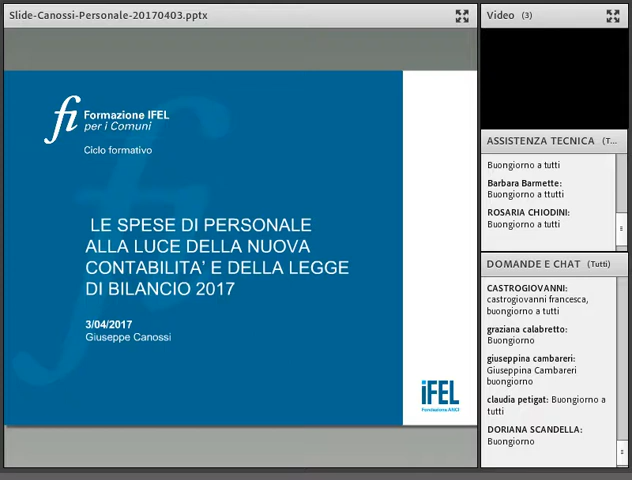 Slide-Canossi-Personale-20170403.pptx
Formazione IFEL
per i Comuni
Ciclo formativo
LE SPESE DI PERSONALE
ALLA LUCE DELLA NUOVA
CONTABILITA' E DELLA LEGGE
DI BILANCIO 2017
3/04/2017
Giuseppe Canossi
iFEL
Fondazione ANCI
Video (3)
ASSISTENZA TECNICA (T...
Buongiorno a tutti
Barbara Barmette:
Buongiorno a ttutti
ROSARIA CHIODINI:
Buongiorno a tutti
DOMANDE E CHAT (Tutti)
CASTROGIOVANNI:
castrogiovanni francesca,
buongiorno a tutti
graziana calabretto:
Buongiorno
giuseppina cambareri:
Giuseppina Cambareri
buongiorno
claudia petigat: Buongiorno a
tutti
DORIANA SCANDELLA:
Buongiorno